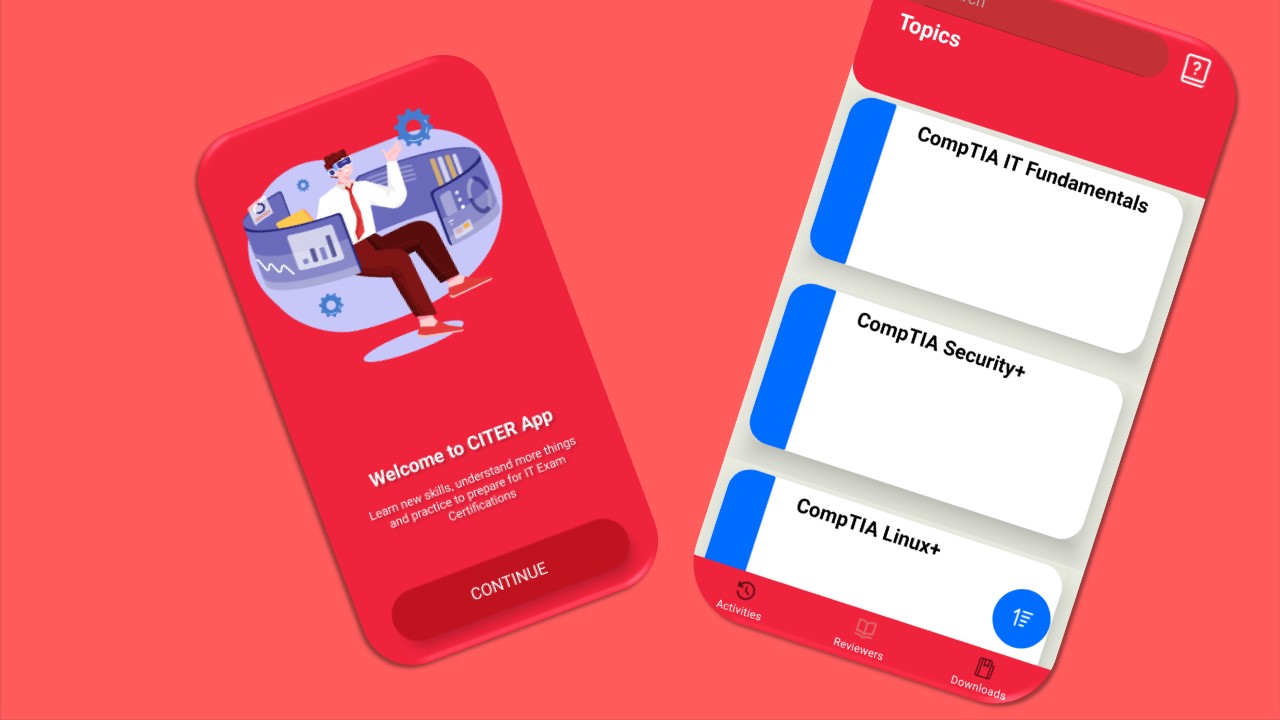 Welcome to CITER App
Learn new skills, understand more things
and practice to prepare for IT Exam
Certifications
CONTINUE
Topics
CompTIA IT Fundamentals
CompTIA Security+
CompTIA Linux+
Activities
Reviewers
Downloads